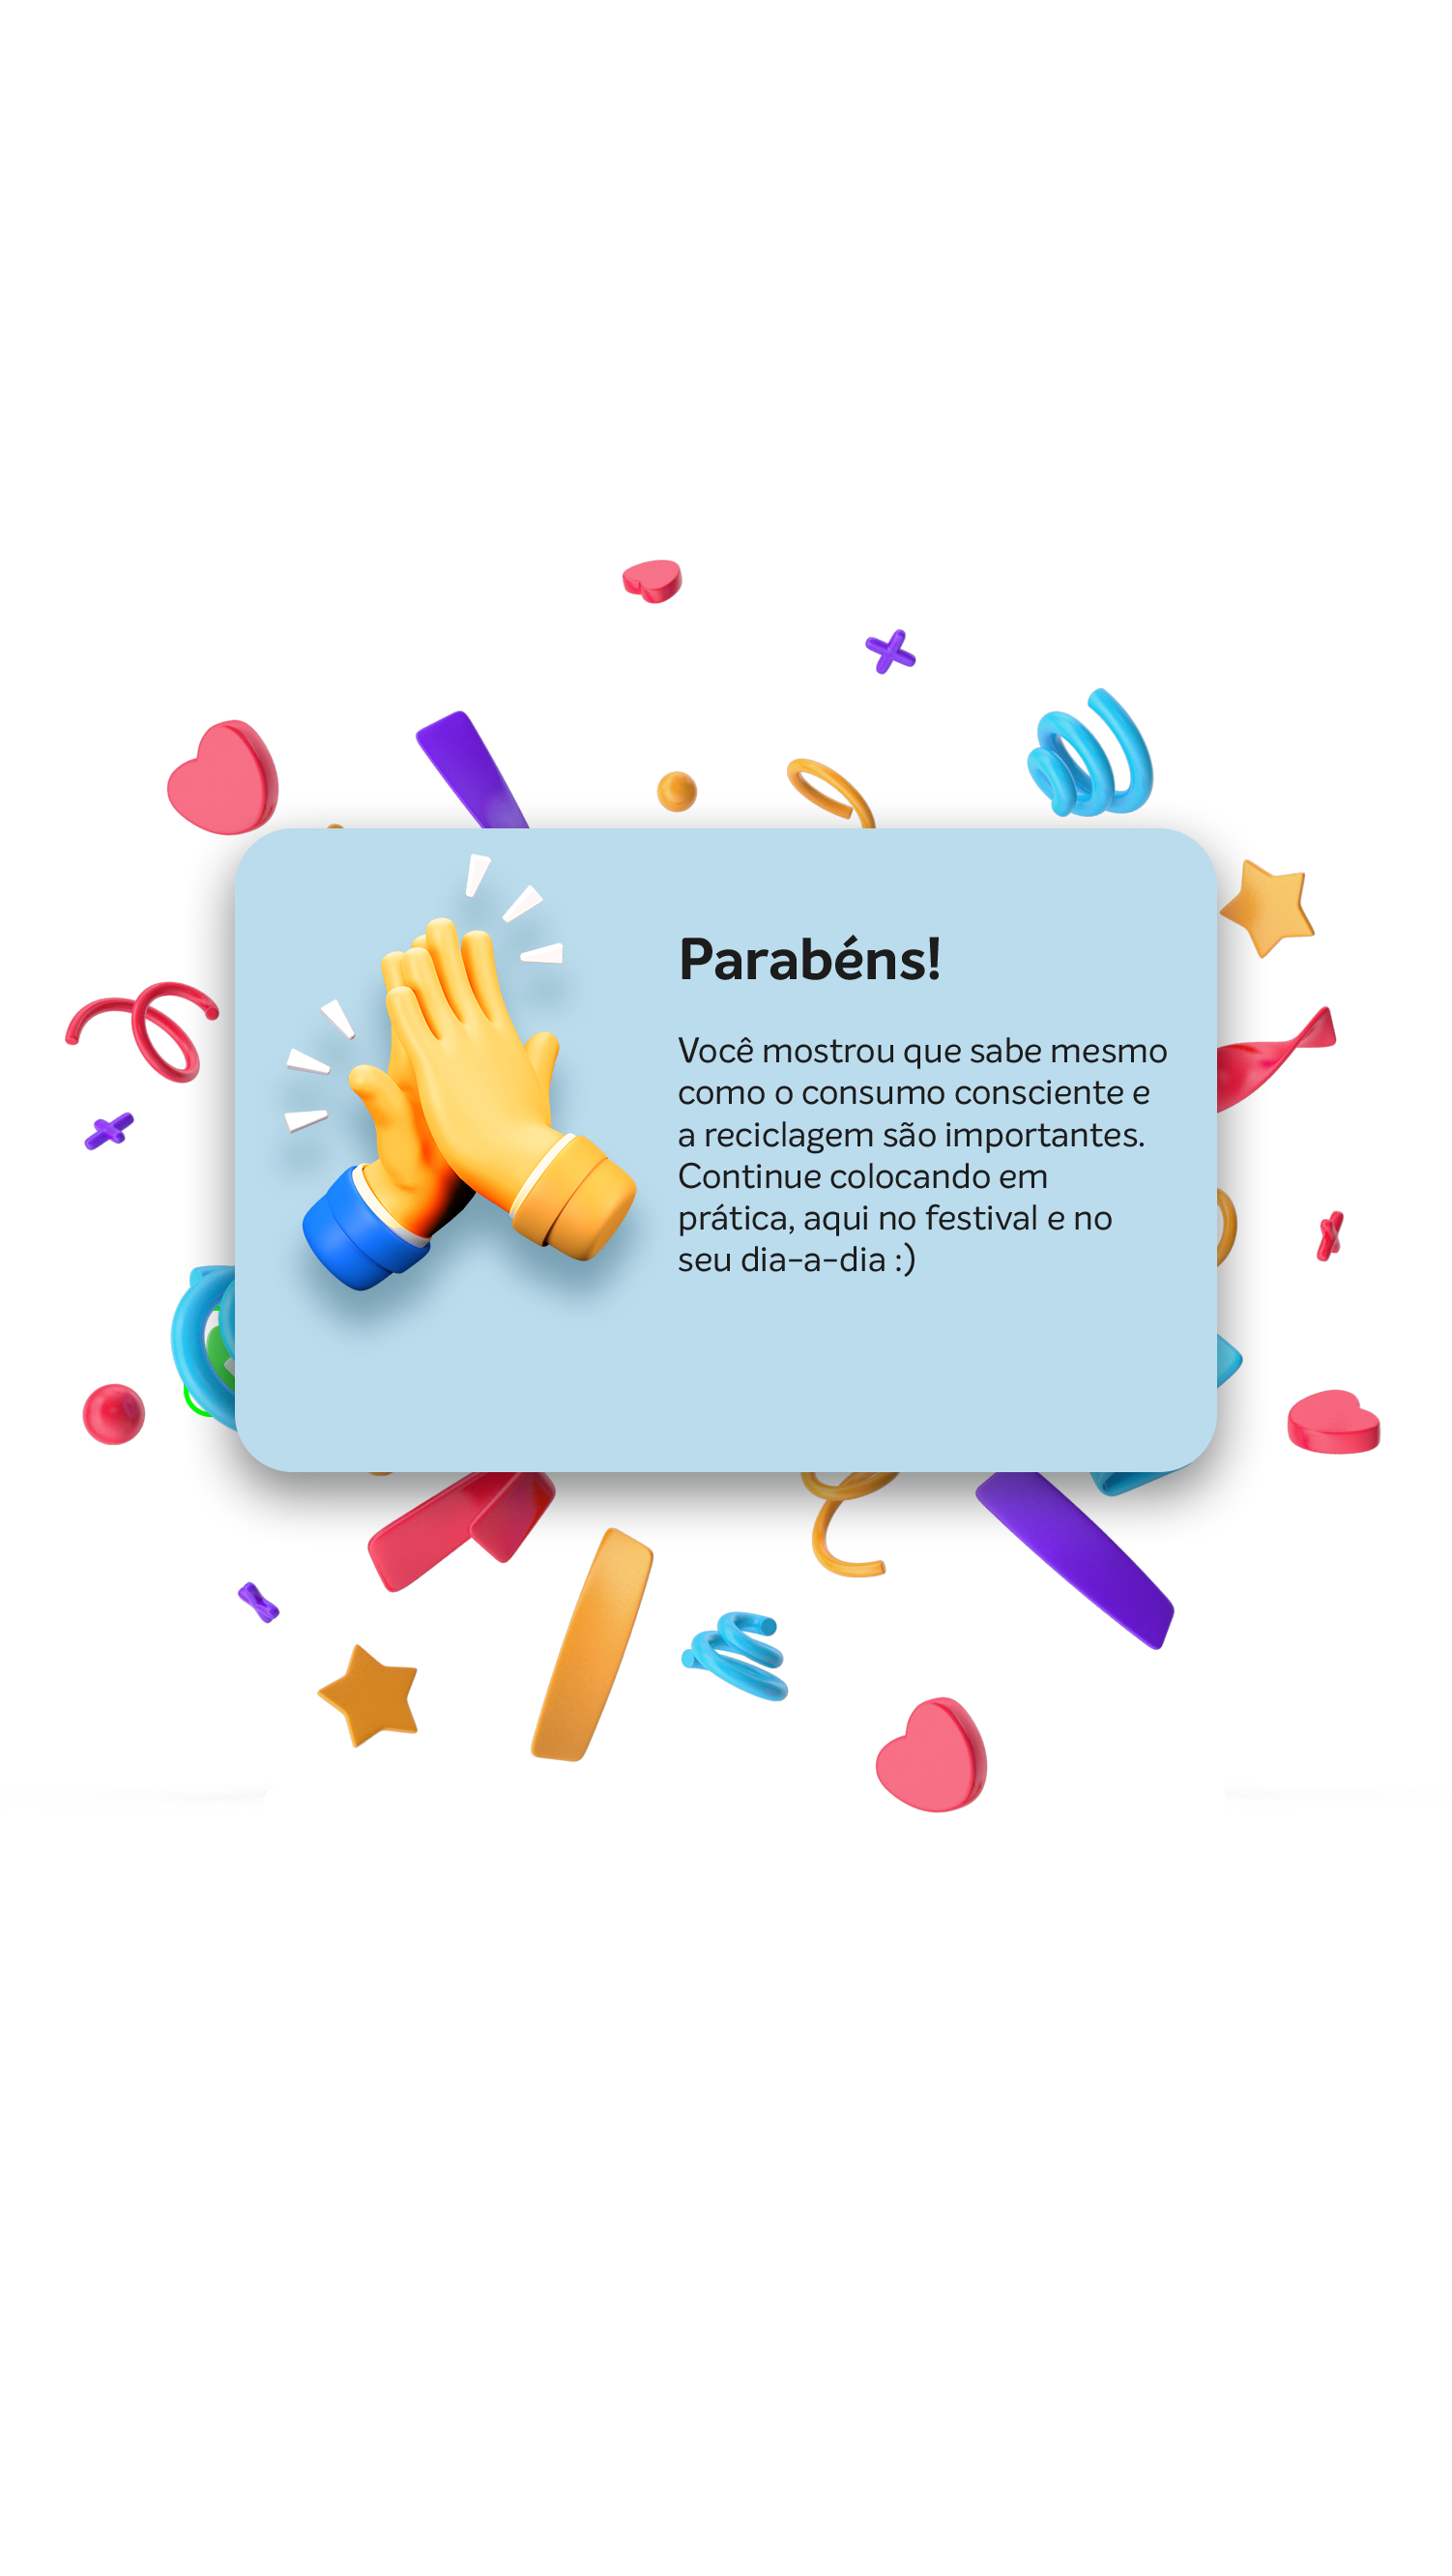 Parabéns!
Você mostrou que sabe mesmo
como o consumo consciente e
a reciclagem são importantes.
Continue colocando em
prática, aqui no festival e no
seu dia-a-dia :)